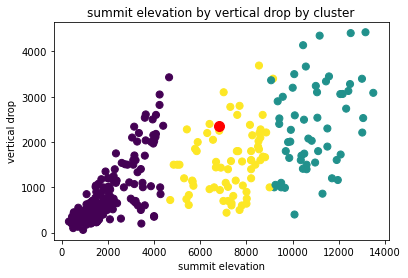 summit elevation by vertical drop by cluster
vertical drop
4000
3000
2000
1000
0
0 2000 4000 6000 8000 10000 12000 14000
summit elevation